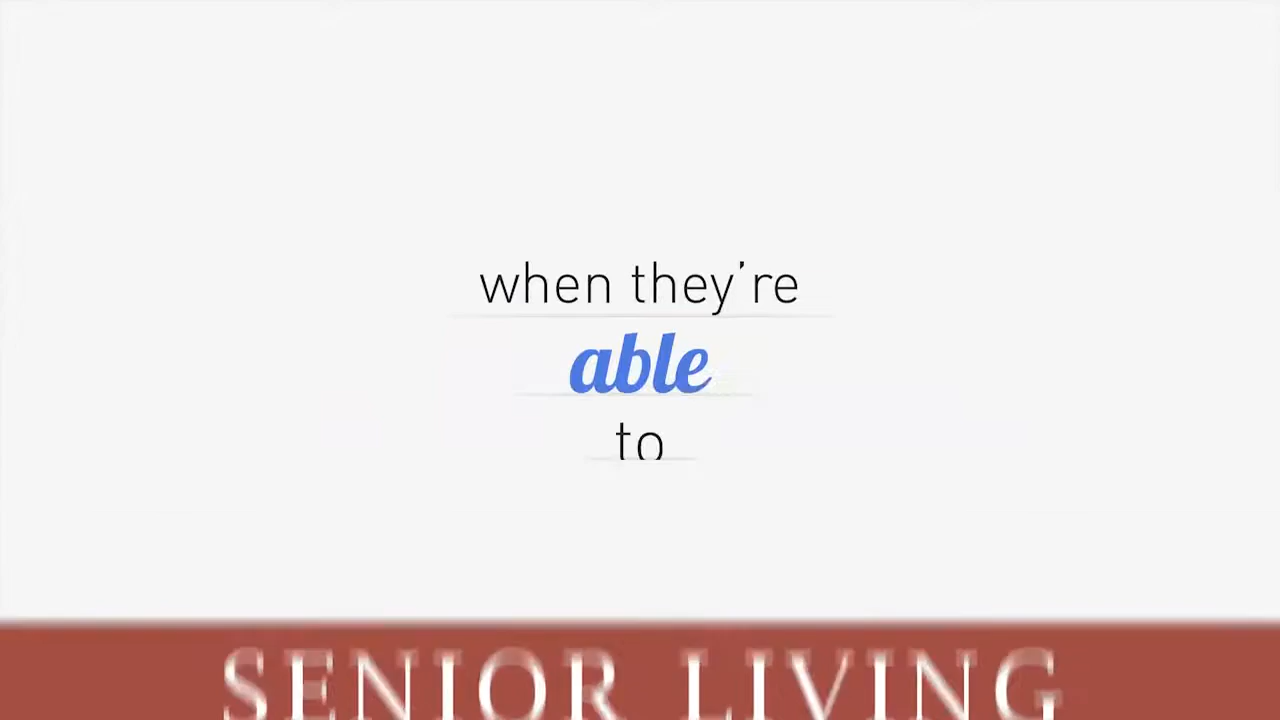 when they’re
able
to
SENIOR LIVING